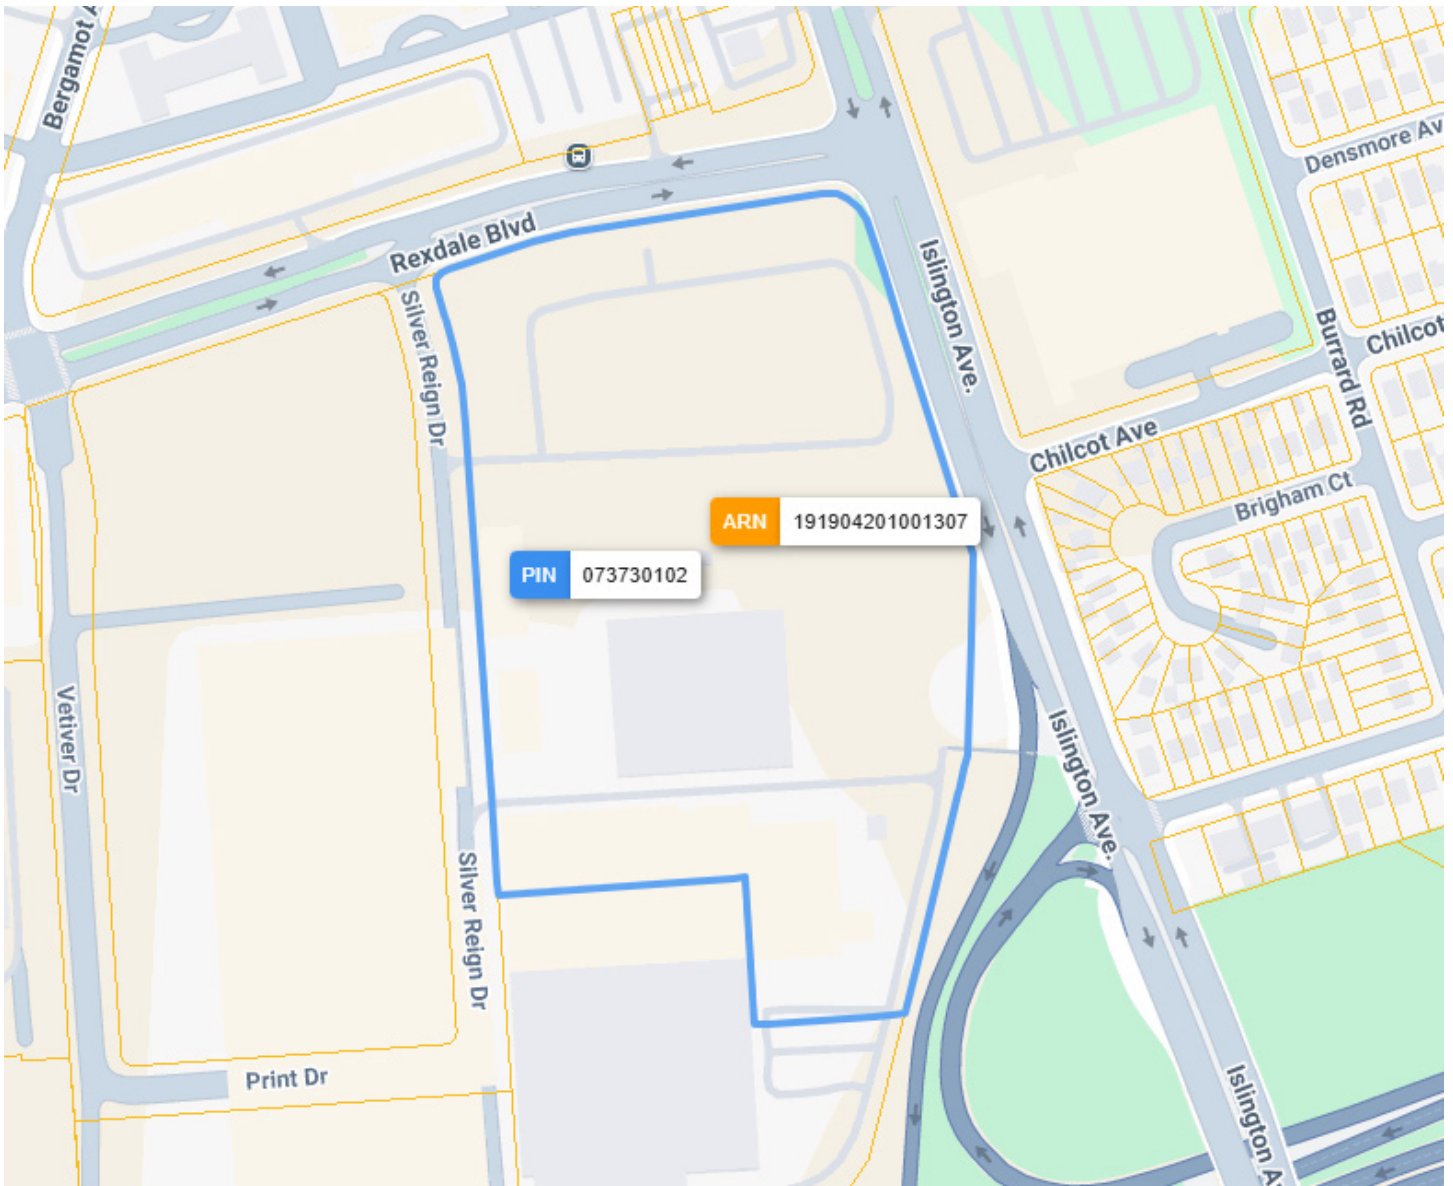 Bergamot A
Densmore Av
Rexdale Blvd
Islington Ave.
Silver Reign Dr
Burrard Rd
Chilcot
Chilcot Ave
Brigham Ct
ARN 191904201001307
PIN 073730102
Vetiver Dr
Islington Ave.
Silver Reign Dr
Print Dr
Islington Av